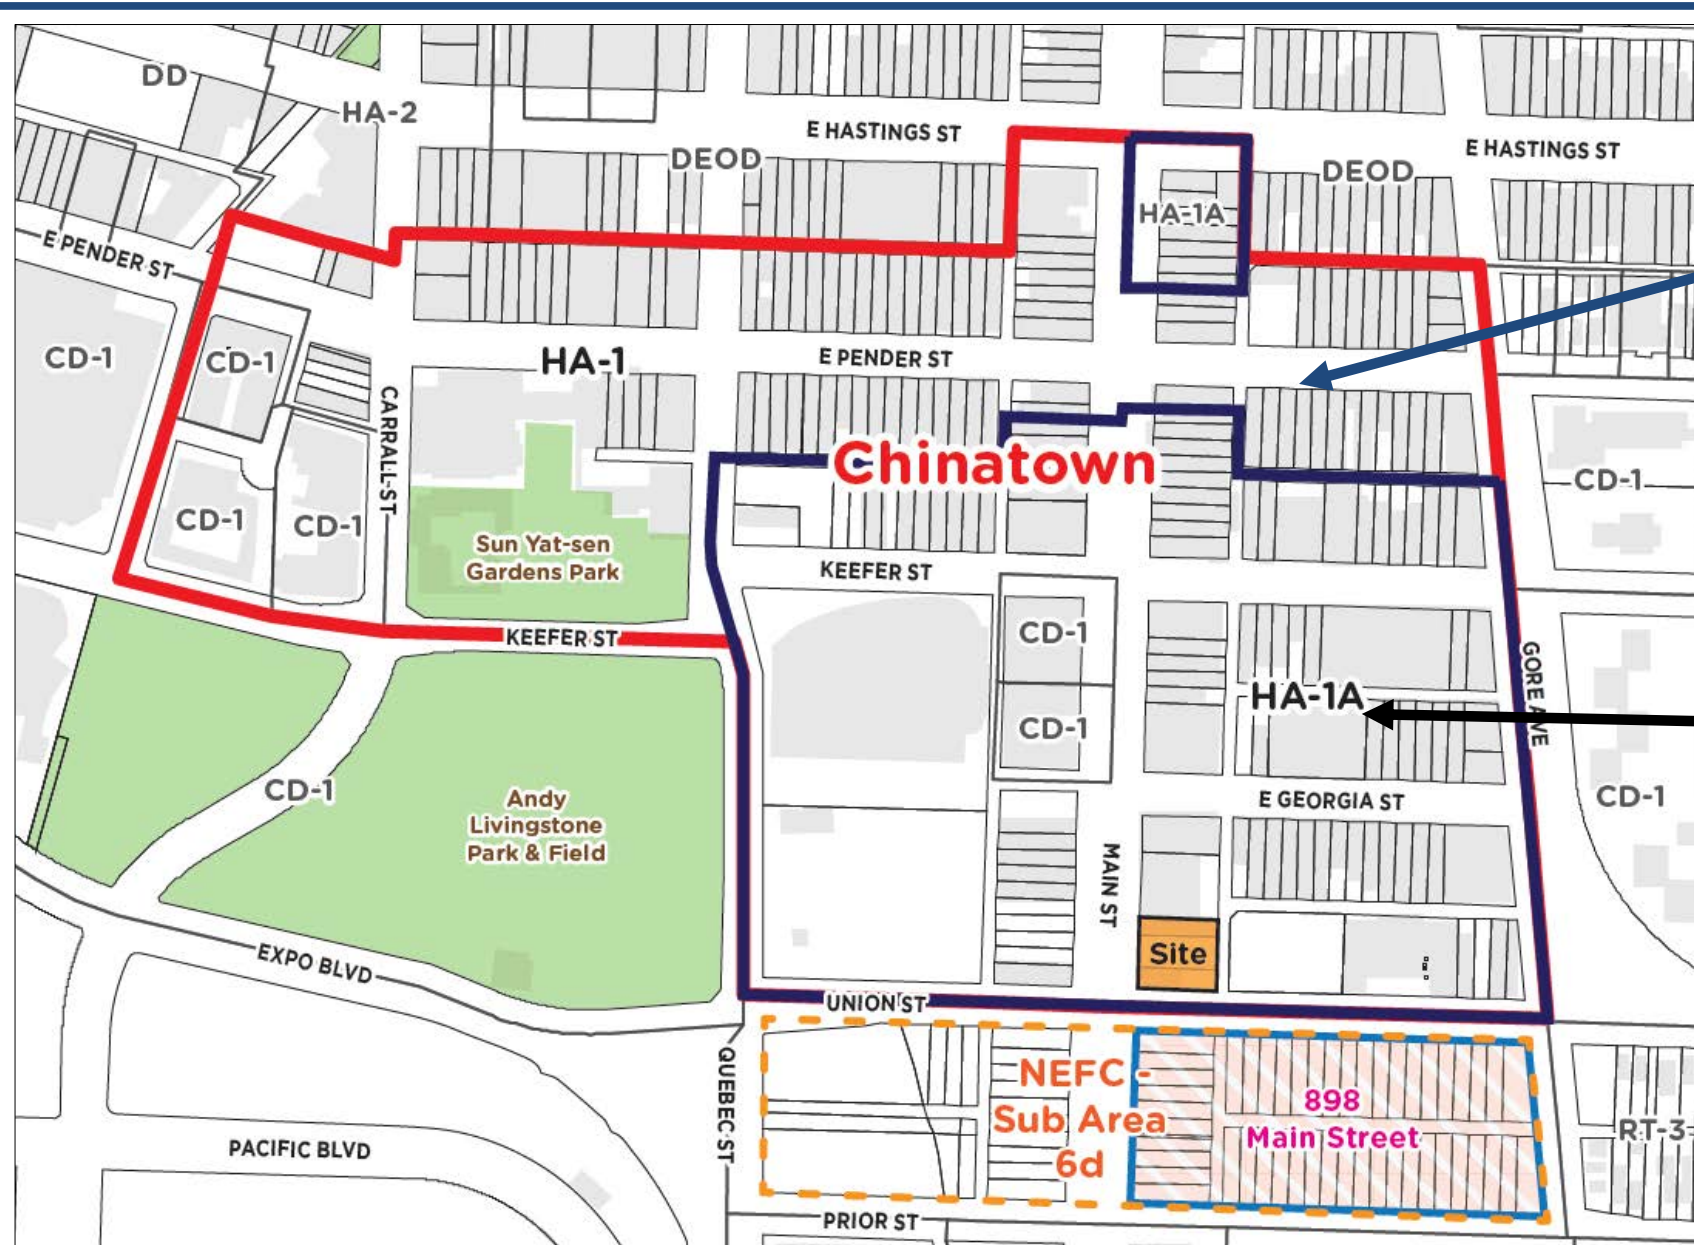 DD
HA-2
E HASTINGS ST
DEOD
DEOD
E HASTINGS ST
HA-1A
E PENDER ST
CD-1
CD-1
HA-1
E PENDER ST
CARRALL ST
Chinatown
CD-1
CD-1
CD-1
Sun Yat-sen
Gardens Park
KEEFER ST
KEEFER ST
CD-1
CD-1
HA-1A
GORE AVE
CD-1
CD-1
Andy
Livingstone
Park & Field
E GEORGIA ST
MAIN ST
Site
EXPO BLVD
UNION ST
QUEBEC ST
NEFC -
Sub Area
6d
898
Main Street
RT-3
PACIFIC BLVD
PRIOR ST